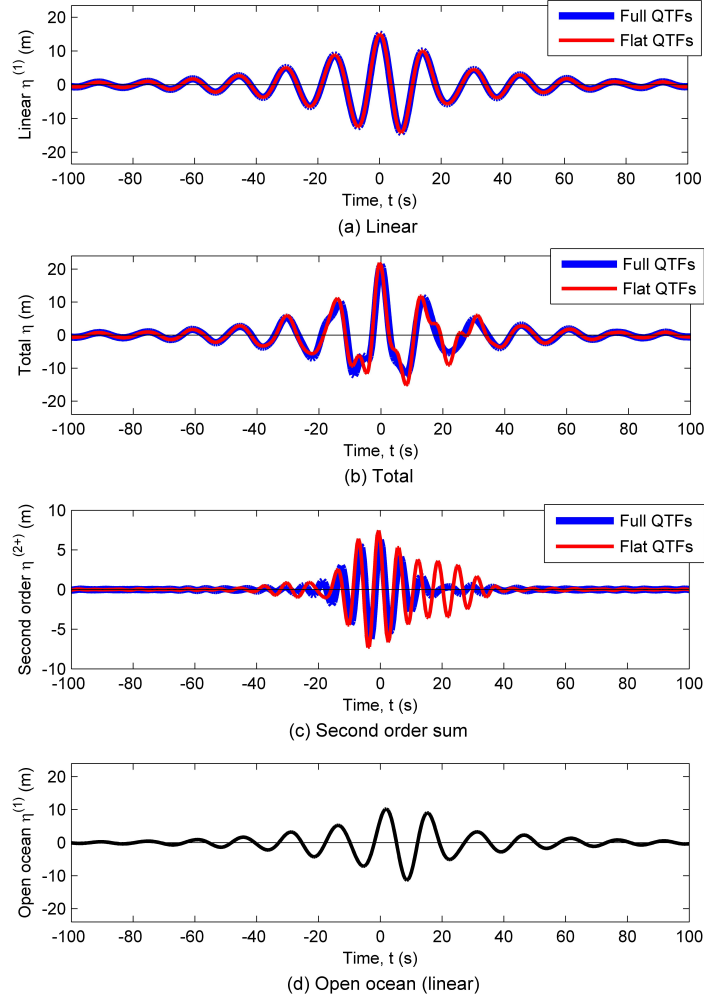 Full QTFs
Flat QTFs
Linear η (1) (m)
20
10
0
-10
-20
-100 -80 -60 -40 -20 0 20 40 60 80 100
Time, t (s)
(a) Linear
Full QTFs
Flat QTFs
Total η (m)
20
10
0
-10
-20
-100 -80 -60 -40 -20 0 20 40 60 80 100
Time, t (s)
(b) Total
Full QTFs
Flat QTFs
Second order η (2+) (m)
10
5
0
-5
-10
-100 -80 -60 -40 -20 0 20 40 60 80 100
Time, t (s)
(c) Second order sum
Open ocean η(1) (m)
20
10
0
-10
-20
-100 -80 -60 -40 -20 0 20 40 60 80 100
Time, t (s)
(d) Open ocean (linear)